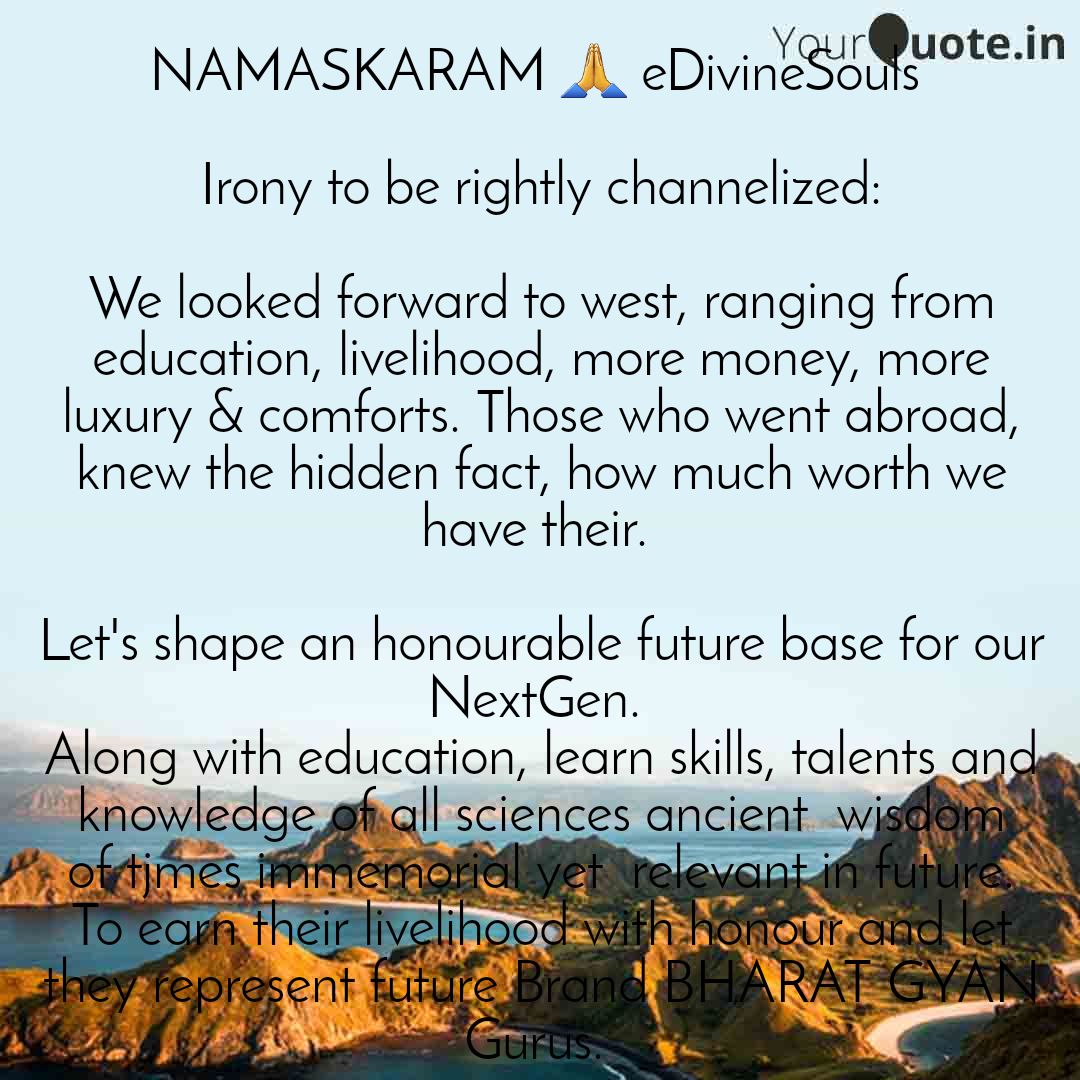 YourQuote.in
NAMASKARAM 🙏 eDivineSouls
Irony to be rightly channelized:
We looked forward to west, ranging from
education, livelihood, more money, more
luxury & comforts. Those who went abroad,
knew the hidden fact, how much worth we
have their.
Let's shape an honourable future base for our
NextGen.
Along with education, learn skills, talents and
knowledge of all sciences ancient wisdom
of tjmes immemorial yet relevant in future.
To earn their livelihood with honour and let
they represent future Brand BHARAT GYAN
Gurus.